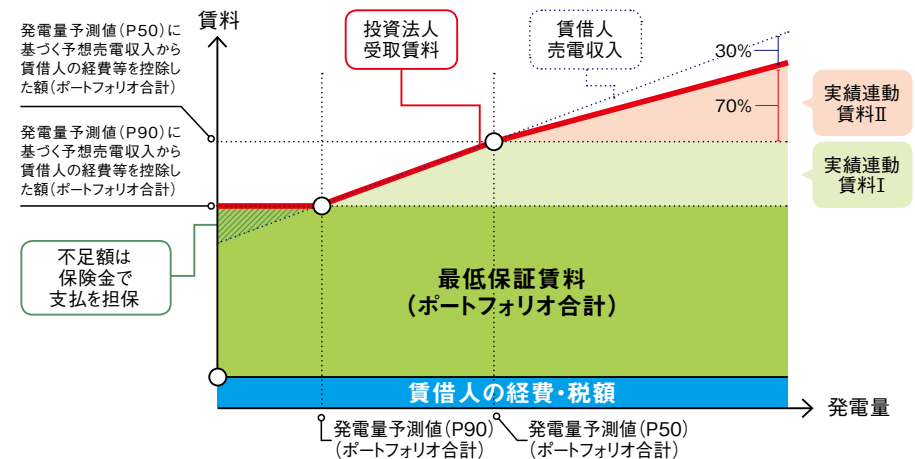 賃料
発電量予測値（P50）に
基づく予想売電収入から
賃借人の経費等を控除し
た額（ポートフォリオ合計）
発電量予測値（P90）に
基づく予想売電収入から
賃借人の経費等を控除し
た額（ポートフォリオ合計）
投資法人
受取賃料
賃借人
売電収入
30%
70%
実績連動
賃料Ⅱ
実績連動
賃料Ⅰ
不足額は
保険金で
支払を担保
最低保証賃料
（ポートフォリオ合計）
賃借人の経費・税額
発電量
発電量予測値（P90）
（ポートフォリオ合計）
発電量予測値（P50）
（ポートフォリオ合計）